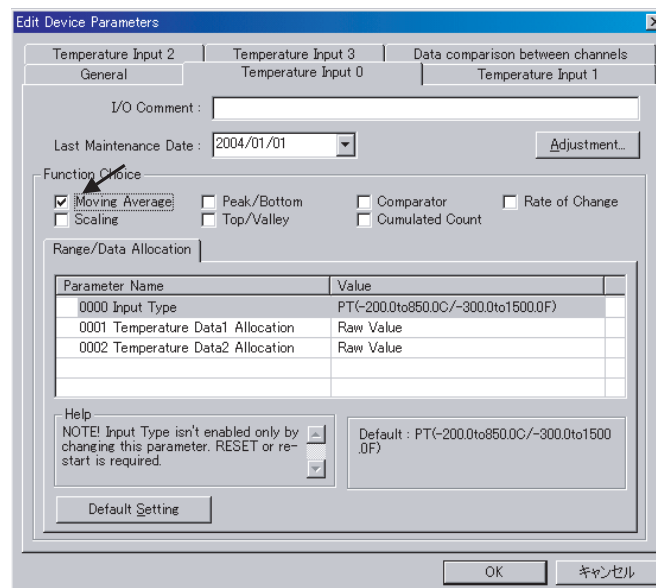 Edit Device Parameters
Temperature Input 2 Temperature Input 3 Data comparison between channels
General Temperature Input 0 Temperature Input 1
I/O Comment :
Last Maintenance Date : 2004/01/01 Adjustment...
Function Choice
Moving Average Peak/Bottom Comparator Rate of Change
Scaling Top/Valley Cumulated Count
Range/Data Allocation
Parameter Name Value
0000 Input Type PT(-200.0to850.0C/-300.0to1500.0F)
0001 Temperature Data1 Allocation Raw Value
0002 Temperature Data2 Allocation Raw Value
Help
NOTE! Input Type isn't enabled only by
changing this parameter. RESET or re-
start is required.
Default : PT(-200.0to850.0C/-300.0to1500
.0F)
Default Setting
OK キャンセル